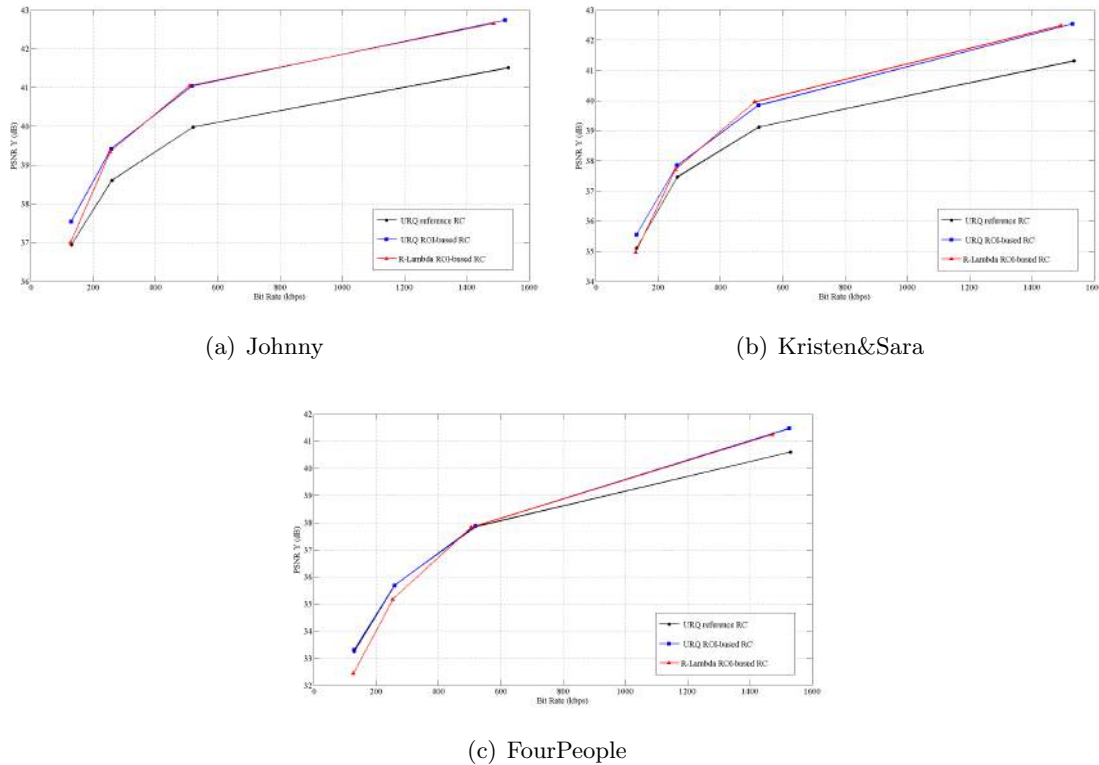 43
42
41
40
39
38
37
36
PSNR Y (dB)
0 200 400 600 800 1000 1200 1400 1600
Bit Rate (kbps)
URQ reference RC
URQ ROI-based RC
R-Lambda ROI-based RC
(a) Johnny
43
42
41
40
39
38
37
36
35
34
PSNR Y (dB)
0 200 400 600 800 1000 1200 1400 1600
Bit Rate (kbps)
URQ reference RC
URQ ROI-based RC
R-Lambda ROI-based RC
(b) Kristen&Sara
42
41
40
39
38
37
36
35
34
33
32
PSNR Y (dB)
0 200 400 600 800 1000 1200 1400 1600
Bit Rate (kbps)
URQ reference RC
URQ ROI-based RC
R-Lambda ROI-based RC
(c) FourPeople